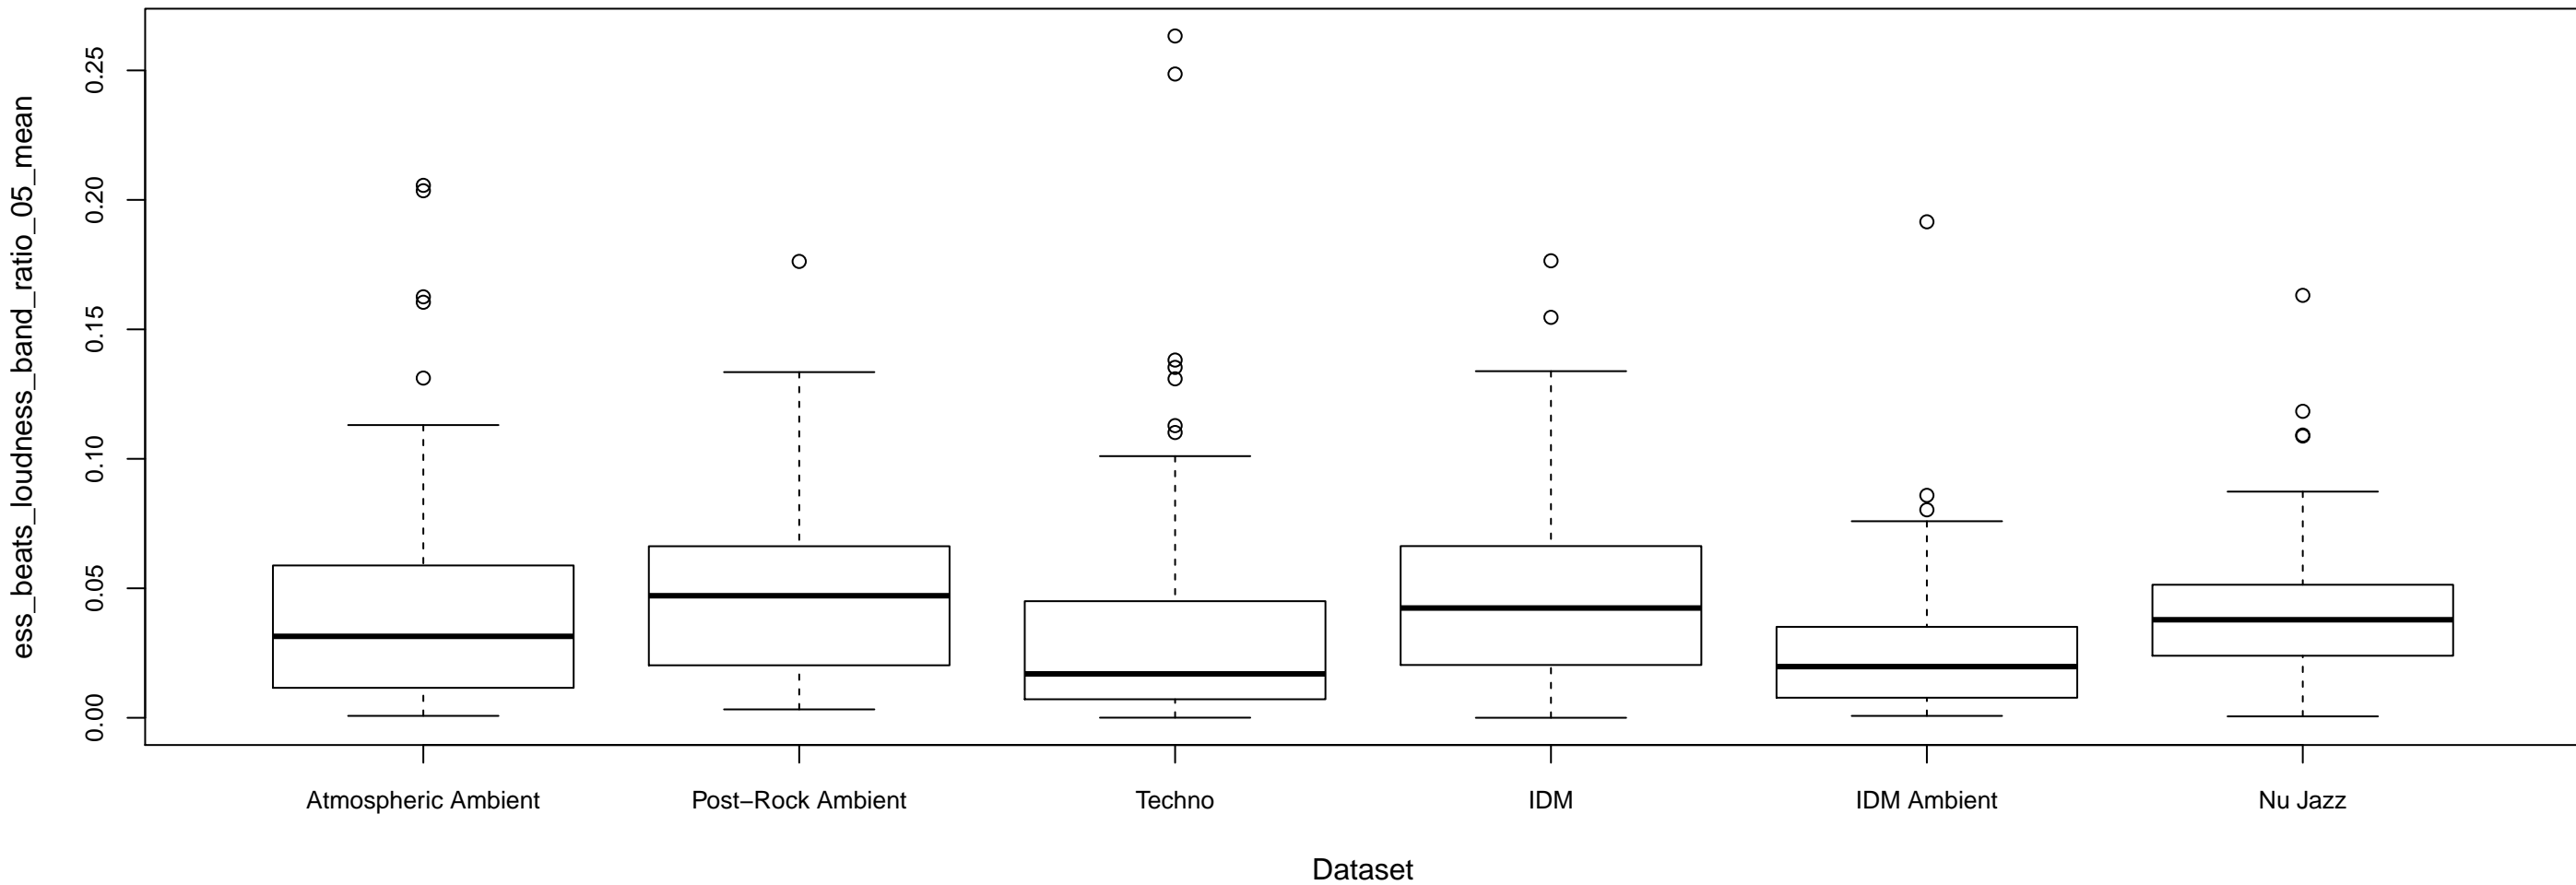 ess_beats_loudness_band_ratio_05_mean
0.25
0.20
0.15
0.10
0.05
0.00
Atmospheric Ambient
Post−Rock Ambient
Techno
IDM
IDM Ambient
Nu Jazz
Dataset